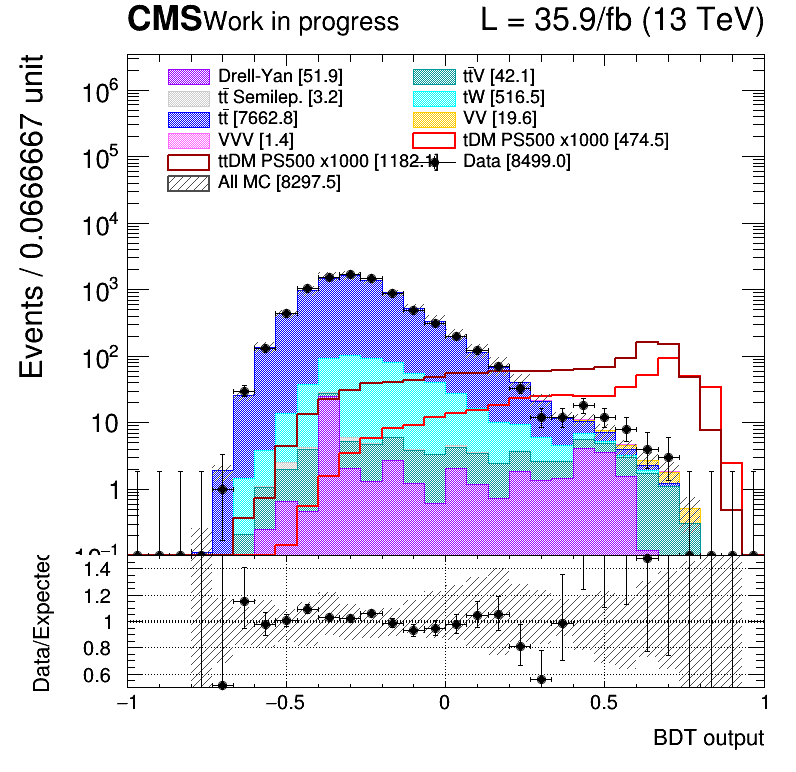 CMS Work in progress L = 35.9/fb (13 TeV)
Events / 0.0666667 unit
Drell-Yan [51.9] tt̄V [42.1]
tt̄ Semilep. [3.2] tW [516.5]
tt̄ [7662.8] VV [19.6]
VVV [1.4] tDM PS500 x1000 [474.5]
ttDM PS500 x1000 [1182.1] Data [8499.0]
All MC [8297.5]
10⁶
10⁵
10⁴
10³
10²
10
1
10⁻¹
Data/Expected
1.4
1.2
1
0.8
0.6
−1 −0.5 0 0.5 1
BDT output